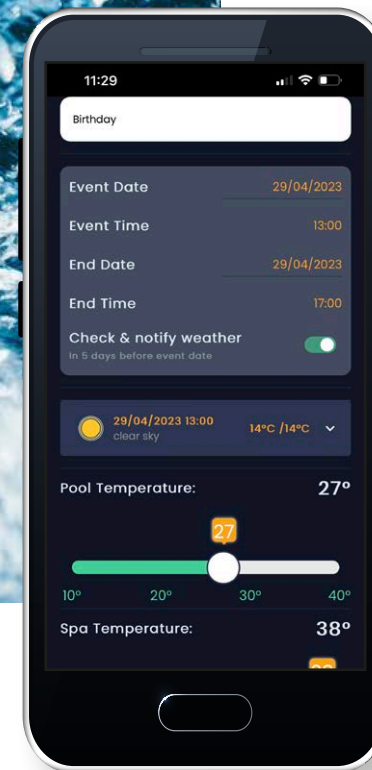 11:29
Birthday
Event Date 29/04/2023
Event Time 13:00
End Date 29/04/2023
End Time 17:00
Check & notify weather
In 5 days before event date
29/04/2023 13:00 14°C /14°C
clear sky
Pool Temperature: 27°
27
10° 20° 30° 40°
Spa Temperature: 38°